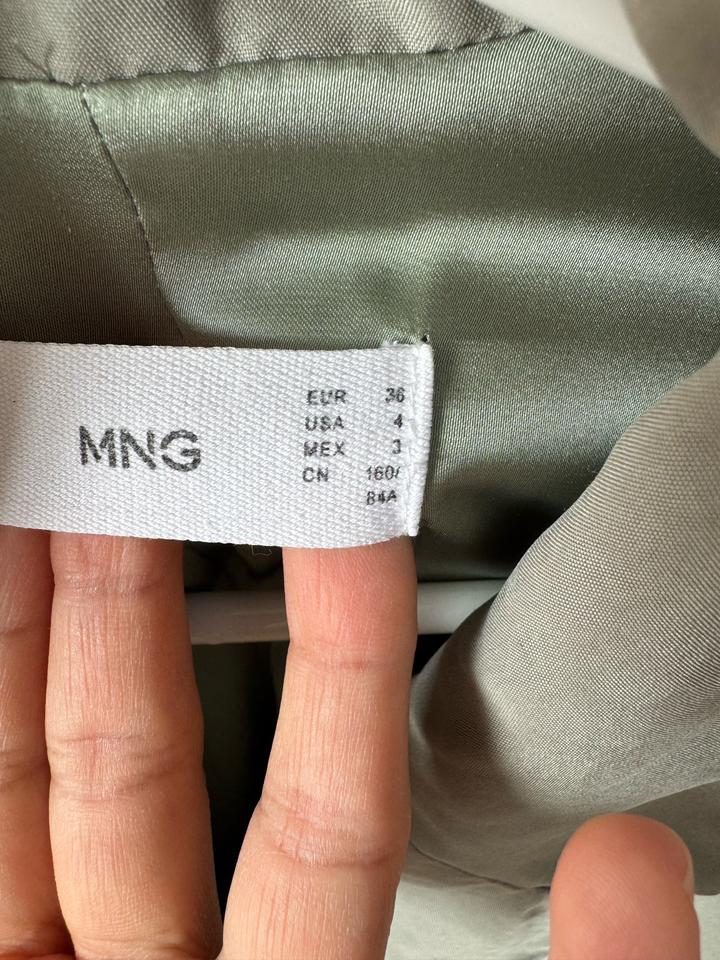 MNG
EUR 36
USA 4
MEX 3
CN 160/
84A